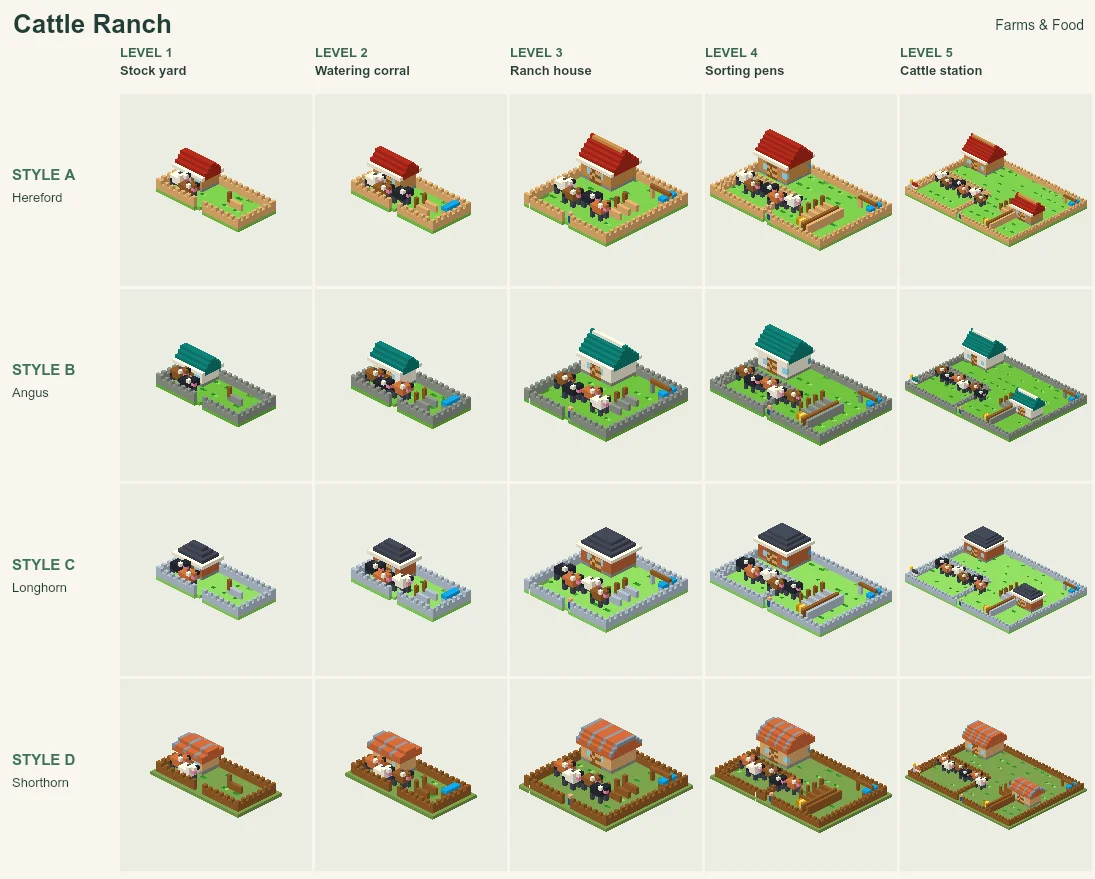 Cattle Ranch
Farms & Food
LEVEL 1
Stock yard
LEVEL 2
Watering corral
LEVEL 3
Ranch house
LEVEL 4
Sorting pens
LEVEL 5
Cattle station
STYLE A
Hereford
STYLE B
Angus
STYLE C
Longhorn
STYLE D
Shorthorn